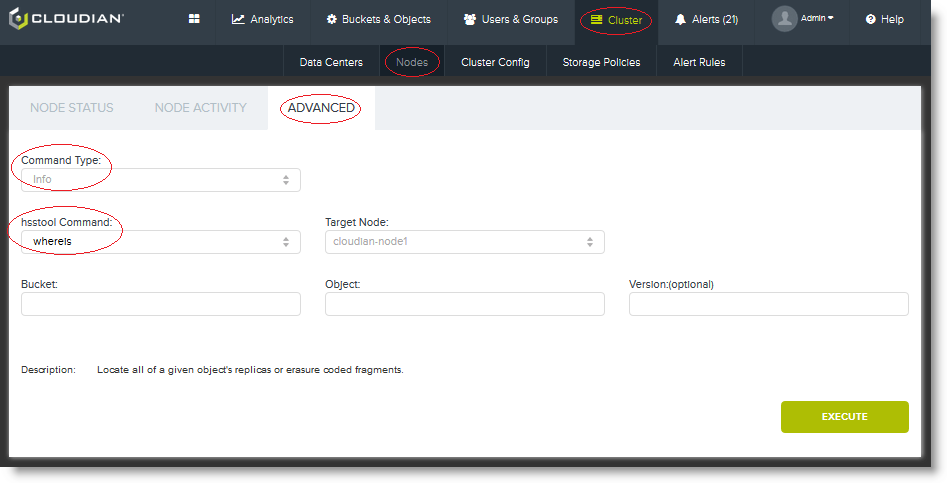 CLOUDIAN® Analytics Buckets & Objects Users & Groups Cluster Alerts (21) Admin Help
Data Centers Nodes Cluster Config Storage Policies Alert Rules
NODE STATUS NODE ACTIVITY ADVANCED
Command Type:
Info
hsstool Command: Target Node:
whereIs cloudian-node1
Bucket: Object: Version:(optional)
Description: Locate all of a given object's replicas or erasure coded fragments.
EXECUTE